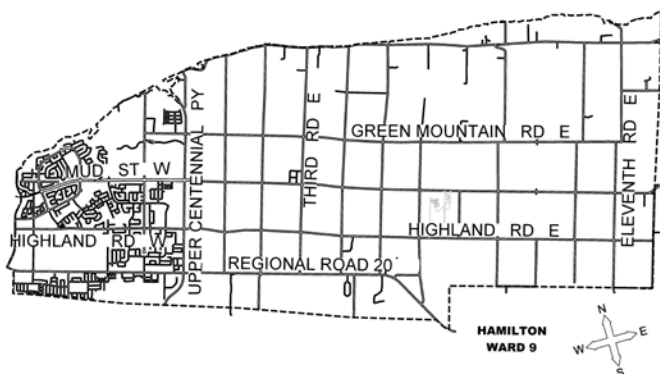 UPPER CENTENNIAL PY
THIRD RD E
GREEN MOUNTAIN RD E
ELEVENTH RD E
MUD ST W
HIGHLAND RD W
HIGHLAND RD E
REGIONAL ROAD 20
HAMILTON
WARD 9
N
W E
S